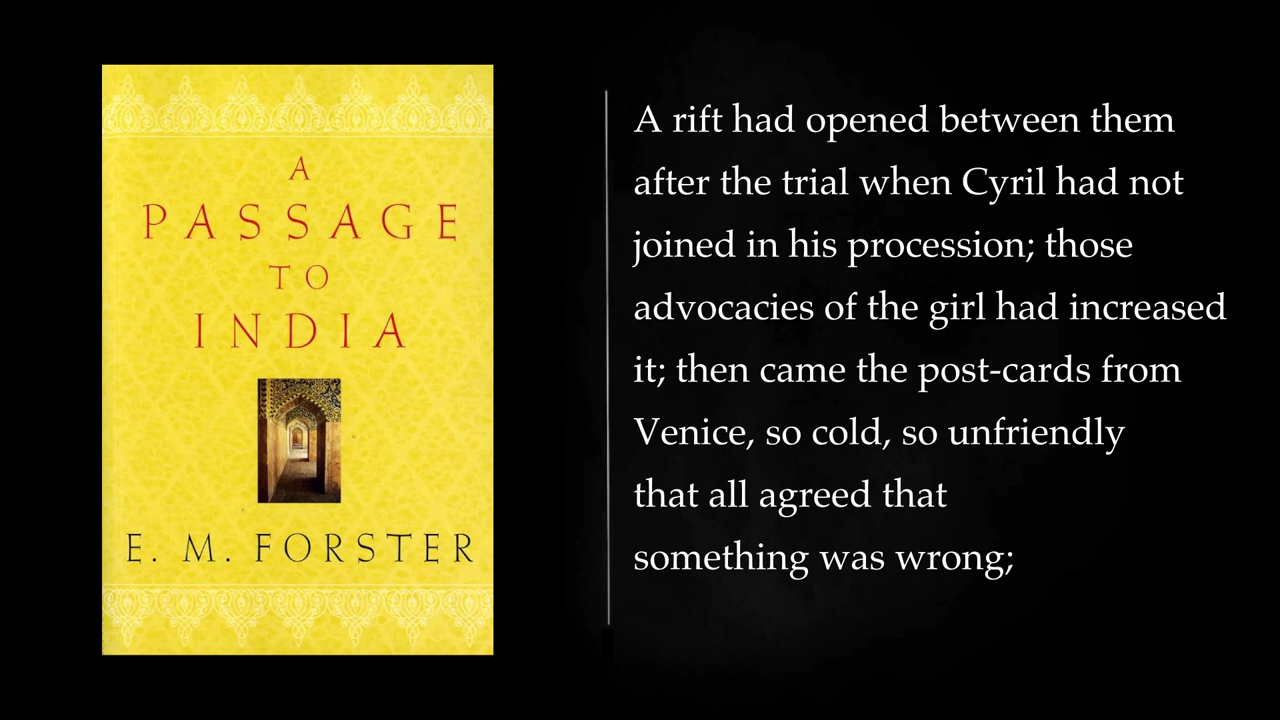 A
PASSAGE
TO
INDIA
E. M. FORSTER
A rift had opened between them
after the trial when Cyril had not
joined in his procession; those
advocacies of the girl had increased
it; then came the post-cards from
Venice, so cold, so unfriendly
that all agreed that
something was wrong;